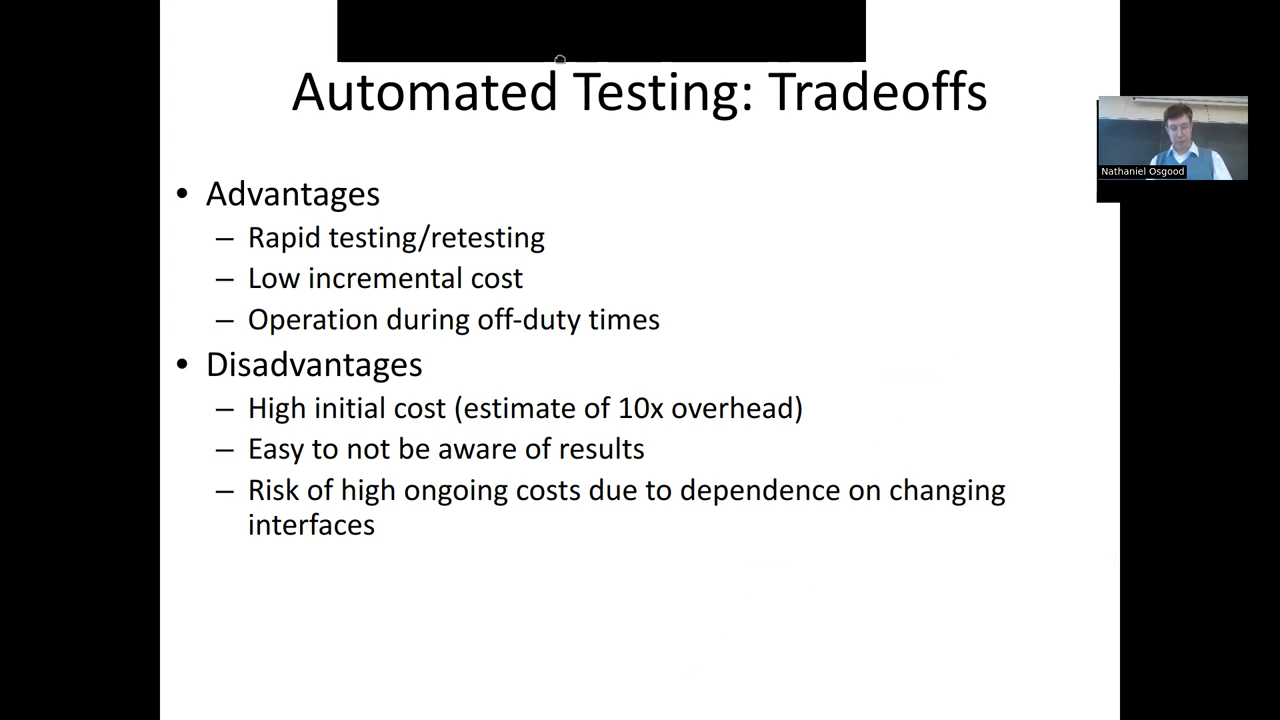 Automated Testing: Tradeoffs
Nathaniel Osgood
• Advantages
– Rapid testing/retesting
– Low incremental cost
– Operation during off-duty times
• Disadvantages
– High initial cost (estimate of 10x overhead)
– Easy to not be aware of results
– Risk of high ongoing costs due to dependence on changing
interfaces